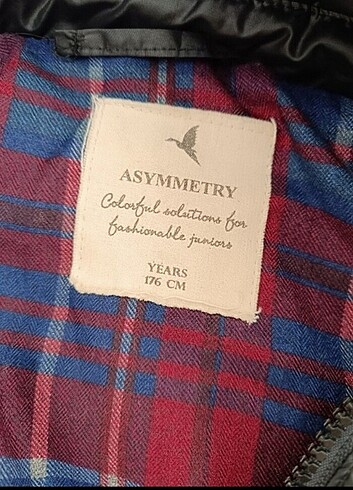 ASYMMETRY
Colorful solutions for
fashionable juniors
YEARS
176 CM